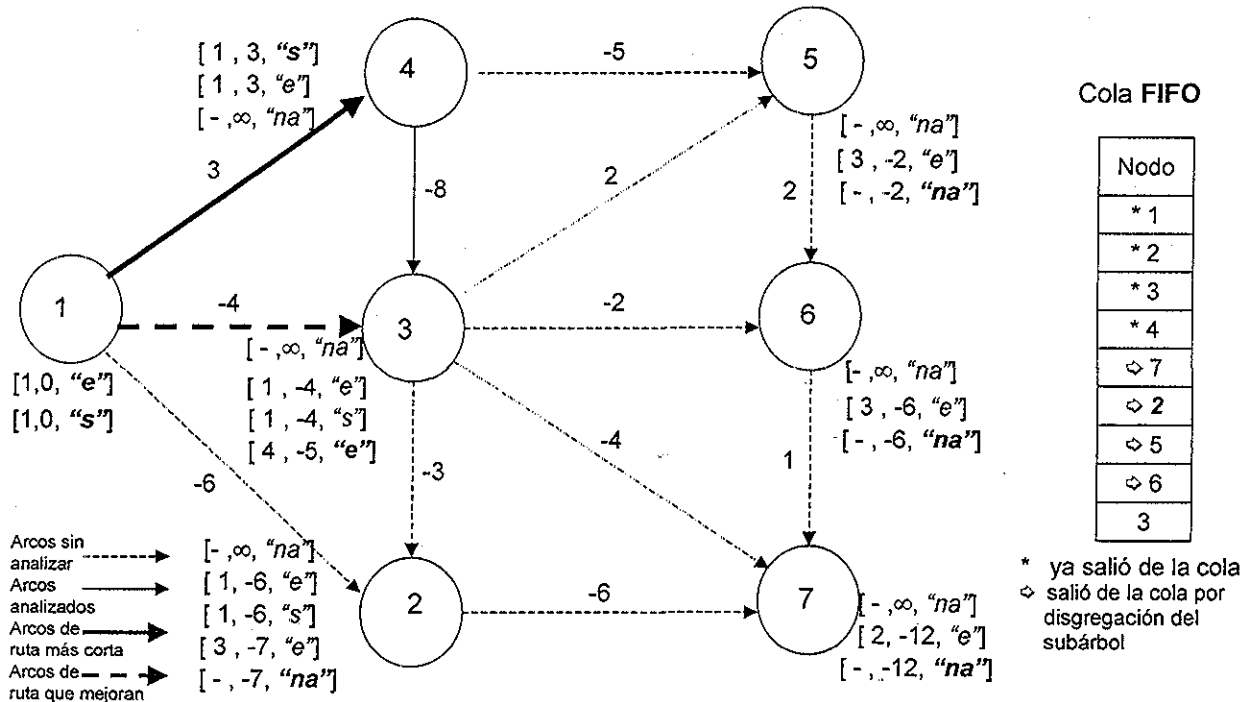 [ 1 , 3, "s"]
[ 1 , 3, "e"]
[ - ,∞, "na"]
4
-5
5
3
-8
2
[ - ,∞, "na"]
[ 3 , -2, "e"]
[ - , -2, "na"]
2
1
[1,0, "e"]
[1,0, "s"]
-4
3
[ - ,∞, "na"]
[ 1 , -4, "e"]
[ 1 , -4, "s"]
[ 4 , -5, "e"]
-2
6
[ - ,∞, "na"]
[ 3 , -6, "e"]
[ - , -6, "na"]
-6
-3
-4
1
[- ,∞, "na"]
[ 1, -6, "e"]
[ 1, -6, "s"]
[ 3 , -7, "e"]
[ - , -7, "na"]
2
-6
7
[ - ,∞, "na"]
[ 2, -12, "e"]
[ - , -12, "na"]
Arcos sin
analizar
Arcos
analizados
Arcos de
ruta más corta
Arcos de
ruta que mejoran
Cola FIFO
Nodo
* 1
* 2
* 3
* 4
➪ 7
➪ 2
➪ 5
➪ 6
3
* ya salió de la cola
➪ salió de la cola por
disgregación del
subárbol